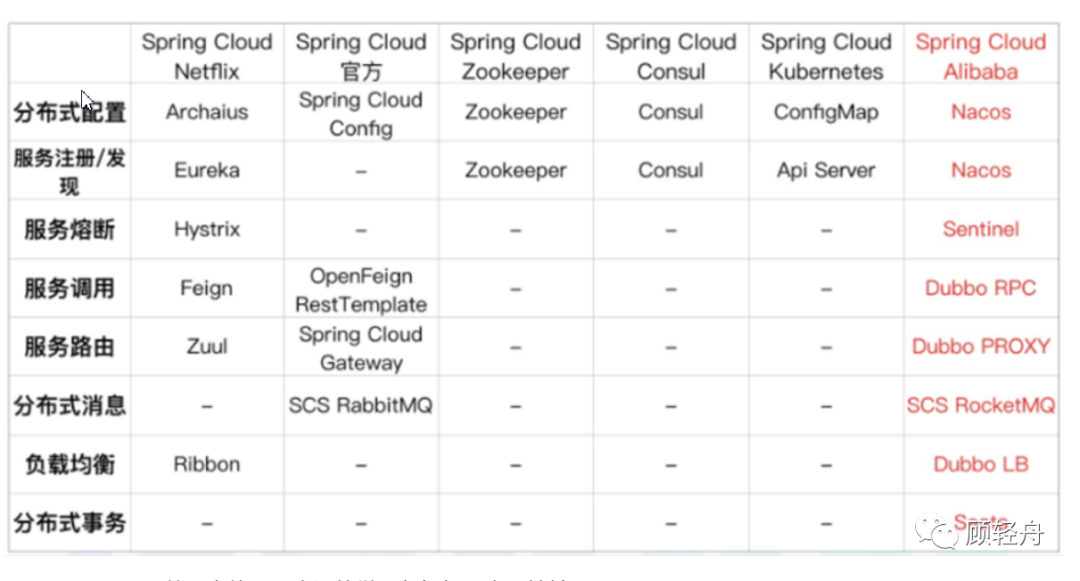 Spring Cloud Netflix Spring Cloud 官方 Spring Cloud Zookeeper Spring Cloud Consul Spring Cloud Kubernetes Spring Cloud Alibaba
分布式配置 Archaius Spring Cloud Config Zookeeper Consul ConfigMap Nacos
服务注册/发现 Eureka – Zookeeper Consul Api Server Nacos
服务熔断 Hystrix – – – – Sentinel
服务调用 Feign OpenFeign RestTemplate – – – Dubbo RPC
服务路由 Zuul Spring Cloud Gateway – – – Dubbo PROXY
分布式消息 – SCS RabbitMQ – – – SCS RocketMQ
负载均衡 Ribbon – – – – Dubbo LB
分布式事务 – – – – – Seata
顾轻舟